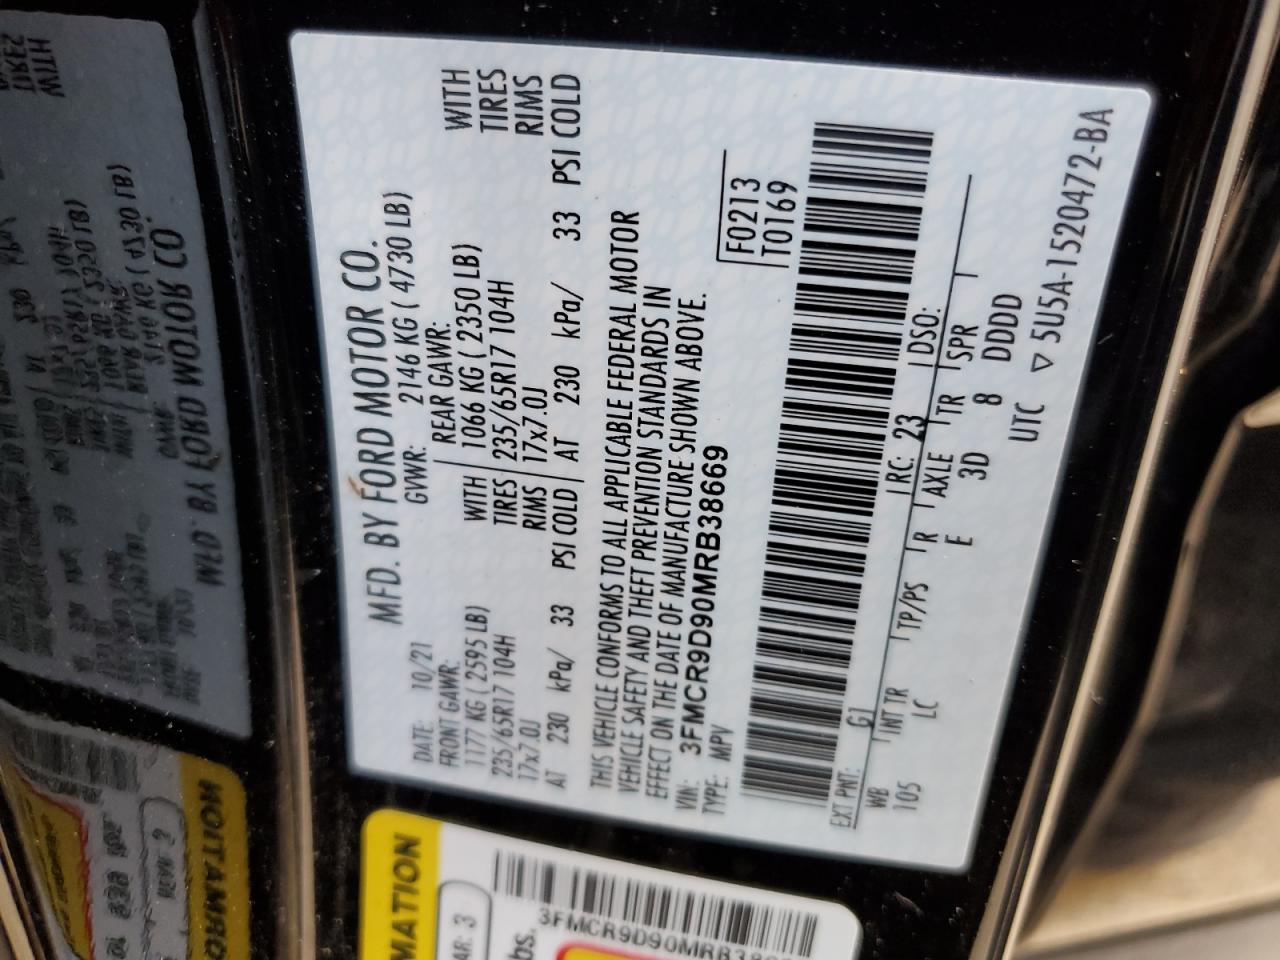 MFD. BY FORD MOTOR CO.
DATE: 10/21 GVWR: 2146 KG ( 4730 LB)
FRONT GAWR: REAR GAWR:
1177 KG ( 2595 LB) WITH 1066 KG ( 2350 LB) WITH
235/65R17 104H TIRES 235/65R17 104H TIRES
17x7.0J RIMS 17x7.0J RIMS
AT 230 kPa/ 33 PSI COLD AT 230 kPa/ 33 PSI COLD
THIS VEHICLE CONFORMS TO ALL APPLICABLE FEDERAL MOTOR
VEHICLE SAFETY AND THEFT PREVENTION STANDARDS IN
EFFECT ON THE DATE OF MANUFACTURE SHOWN ABOVE.
VIN: 3FMCR9D90MRB38669
TYPE: MPV
F0213
T0169
EXT PNT: G1 RC: 23 DSO:
WB INT TR TP/PS R AXLE TR SPR
105 LC E 3D 8 DDDD
UTC ▽ 5U5A-1520472-BA
MATION
AR: 3
bs.
3FMCR9D90MRB38